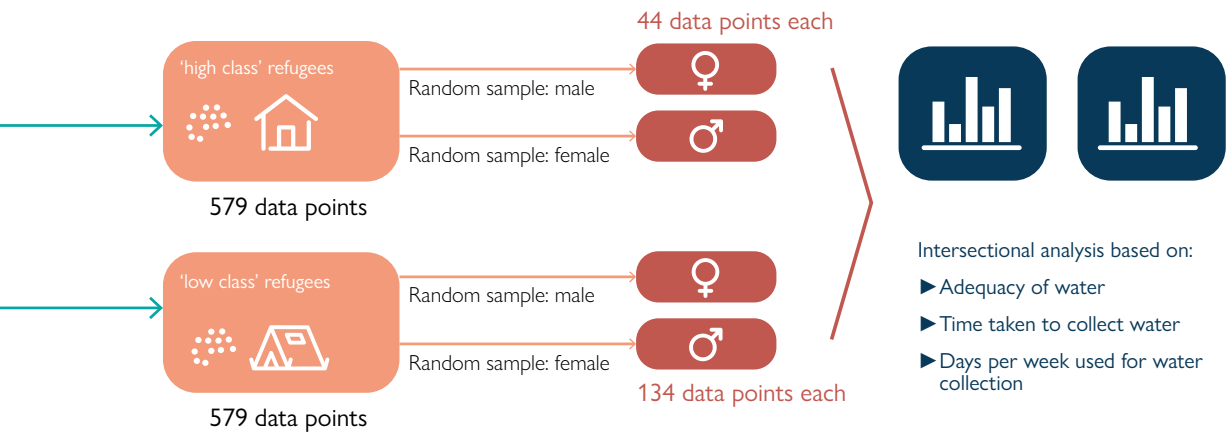 44 data points each
'high class' refugees
Random sample: male
Random sample: female
579 data points
'low class' refugees
Random sample: male
Random sample: female
134 data points each
579 data points
Intersectional analysis based on:
►Adequacy of water
►Time taken to collect water
►Days per week used for water
collection